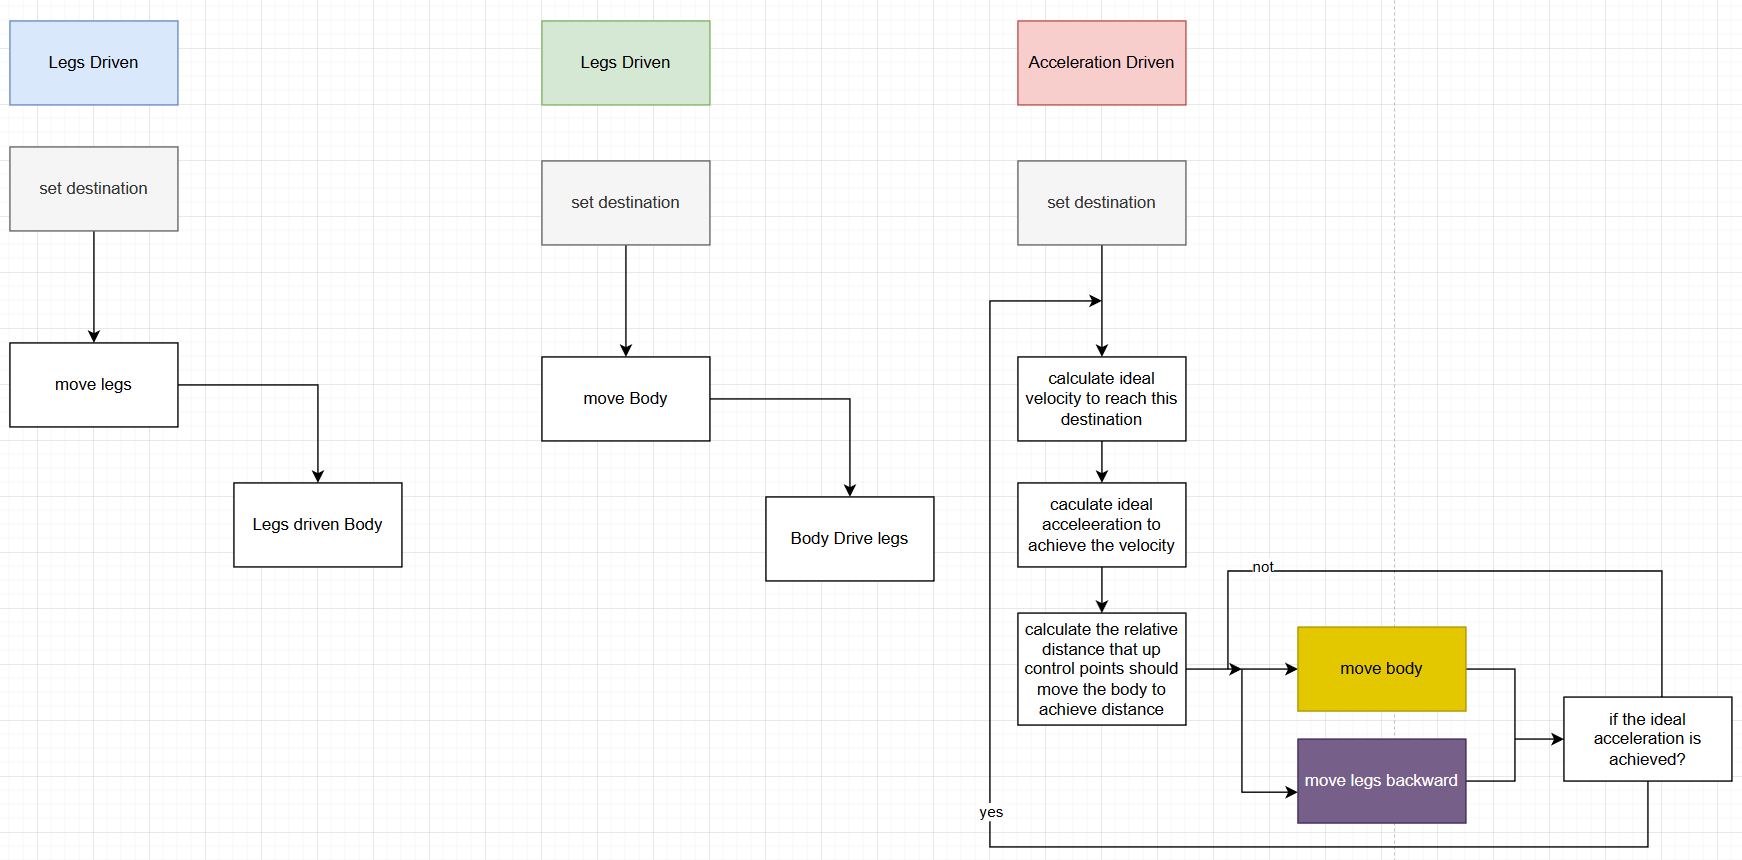 Legs Driven
Legs Driven
Acceleration Driven
set destination
set destination
set destination
move legs
move Body
calculate ideal
velocity to reach this
destination
Legs driven Body
Body Drive legs
caculate ideal
acceleeration to
achieve the velocity
not
calculate the relative
distance that up
control points should
move the body to
achieve distance
move body
if the ideal
acceleration is
achieved?
move legs backward
yes